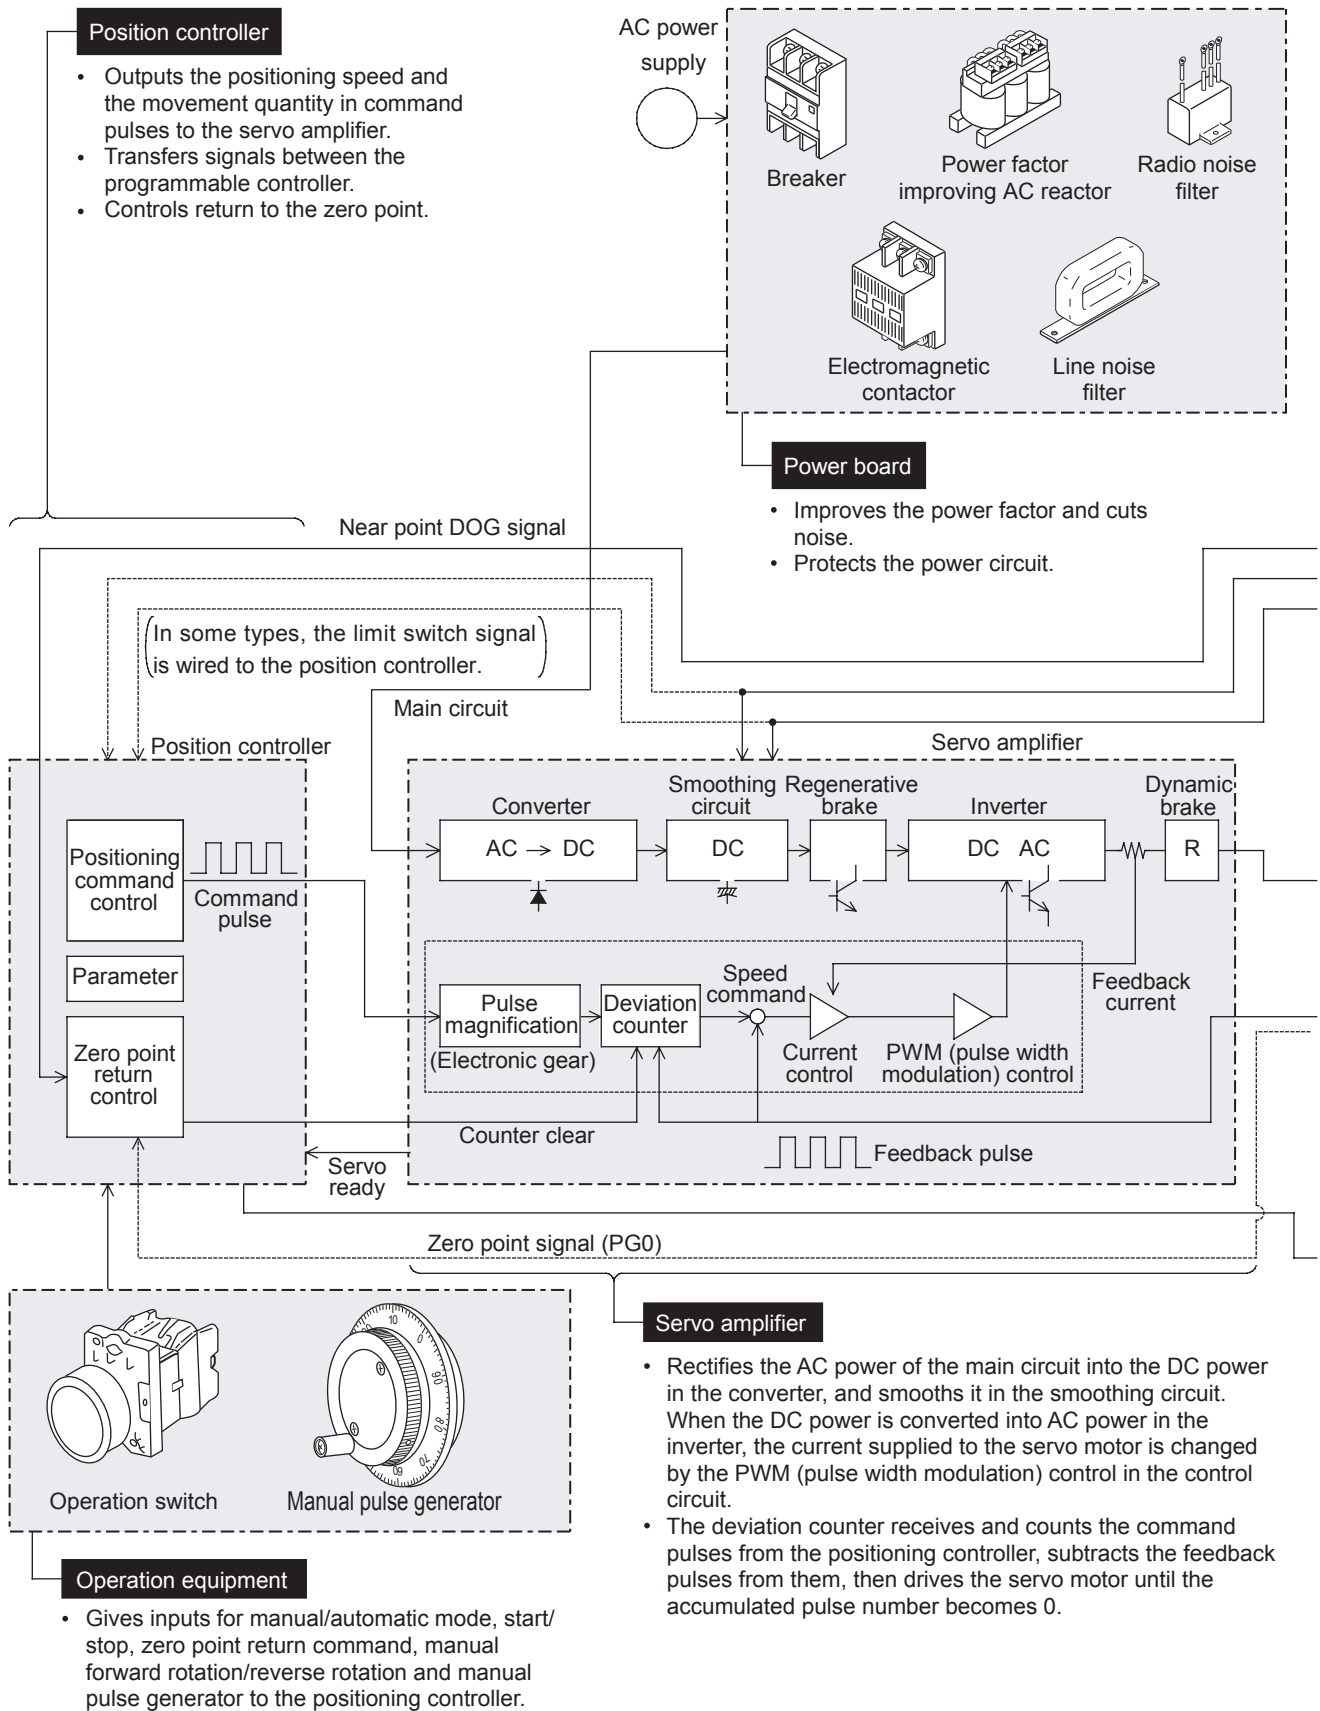 Position controller
• Outputs the positioning speed and
the movement quantity in command
pulses to the servo amplifier.
• Transfers signals between the
programmable controller.
• Controls return to the zero point.
AC power
supply
Breaker
Power factor
improving AC reactor
Radio noise
filter
Electromagnetic
contactor
Line noise
filter
Power board
• Improves the power factor and cuts
noise.
• Protects the power circuit.
Near point DOG signal
In some types, the limit switch signal
is wired to the position controller.
Main circuit
Position controller
Servo amplifier
Positioning
command
control
Command
pulse
Parameter
Zero point
return
control
Converter
AC → DC
Smoothing
circuit
DC
Regenerative
brake
Inverter
DC AC
Dynamic
brake
R
Pulse
magnification
(Electronic gear)
Deviation
counter
Speed
command
Current
control
PWM (pulse width
modulation) control
Feedback
current
Counter clear
Feedback pulse
Servo
ready
Zero point signal (PG0)
10
0
90
80
70
60
Operation switch
Manual pulse generator
Operation equipment
• Gives inputs for manual/automatic mode, start/
stop, zero point return command, manual
forward rotation/reverse rotation and manual
pulse generator to the positioning controller.
Servo amplifier
• Rectifies the AC power of the main circuit into the DC power
in the converter, and smooths it in the smoothing circuit.
When the DC power is converted into AC power in the
inverter, the current supplied to the servo motor is changed
by the PWM (pulse width modulation) control in the control
circuit.
• The deviation counter receives and counts the command
pulses from the positioning controller, subtracts the feedback
pulses from them, then drives the servo motor until the
accumulated pulse number becomes 0.